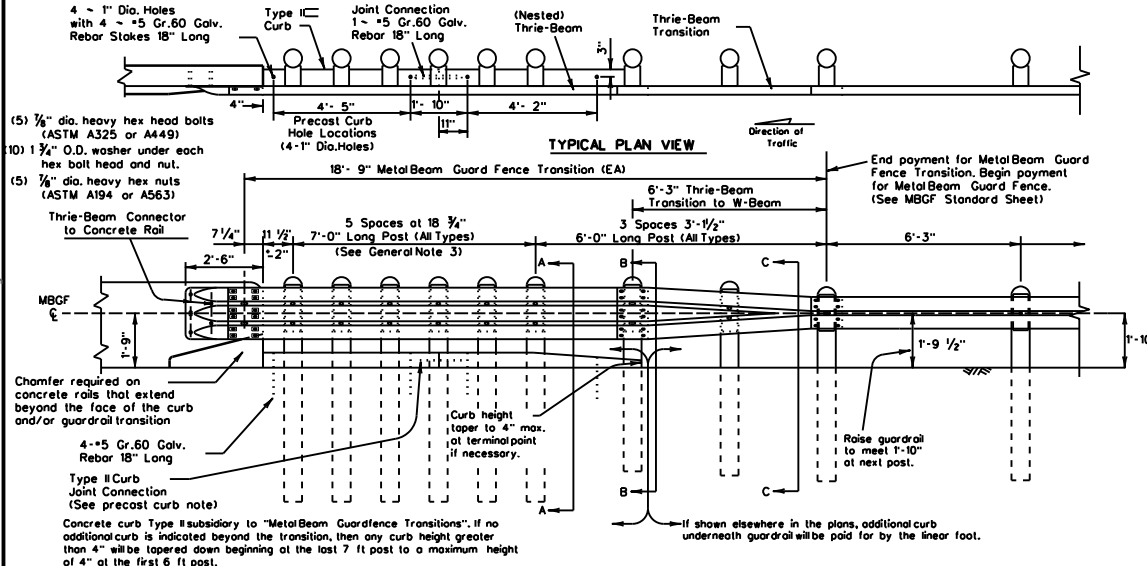 4 ~ 1" Dia. Holes
with 4 ~ #5 Gr.60 Galv.
Rebar Stakes 18" Long
Type II
Curb
Joint Connection
1 ~ #5 Gr.60 Galv.
Rebar 18" Long
(Nested)
Thrie-Beam
Thrie-Beam
Transition
3"
4"
4'- 5"
1'- 10"
4'- 2"
11"
Precast Curb
Hole Locations
(4-1" Dia.Holes)
Direction of
Traffic
TYPICAL PLAN VIEW
(5) 7/8" dia. heavy hex head bolts
(ASTM A325 or A449)
(10) 1 3/4" O.D. washer under each
hex bolt head and nut.
(5) 7/8" dia. heavy hex nuts
(ASTM A194 or A563)
18'- 9" Metal Beam Guard Fence Transition (EA)
End payment for Metal Beam Guard
Fence Transition. Begin payment
for Metal Beam Guard Fence.
(See MBGF Standard Sheet)
6'-3" Thrie-Beam
Transition to W-Beam
Thrie-Beam Connector
to Concrete Rail
7 1/4"
11 1/2"
2'-6"
5 Spaces at 18 3/4"
7'-0" Long Post (All Types)
(See General Note 3)
3 Spaces 3'-1 1/2"
6'-0" Long Post (All Types)
6'-3"
A
B
C
MBGF
1'-9"
1'-9 1/2"
1'-10
Chamfer required on
concrete rails that extend
beyond the face of the curb
and/or guardrail transition
4-#5 Gr.60 Galv.
Rebar 18" Long
Type II Curb
Joint Connection
(See precast curb note)
Curb height
taper to 4" max.
at terminal point
if necessary.
Raise guardrail
to meet 1'-10"
at next post.
B
C
A
Concrete curb Type II subsidiary to "Metal Beam Guardfence Transitions". If no
additional curb is indicated beyond the transition, then any curb height greater
than 4" will be tapered down beginning at the last 7 ft post to a maximum height
of 4" at the first 6 ft post.
If shown elsewhere in the plans, additional curb
underneath guardrail will be paid for by the linear foot.